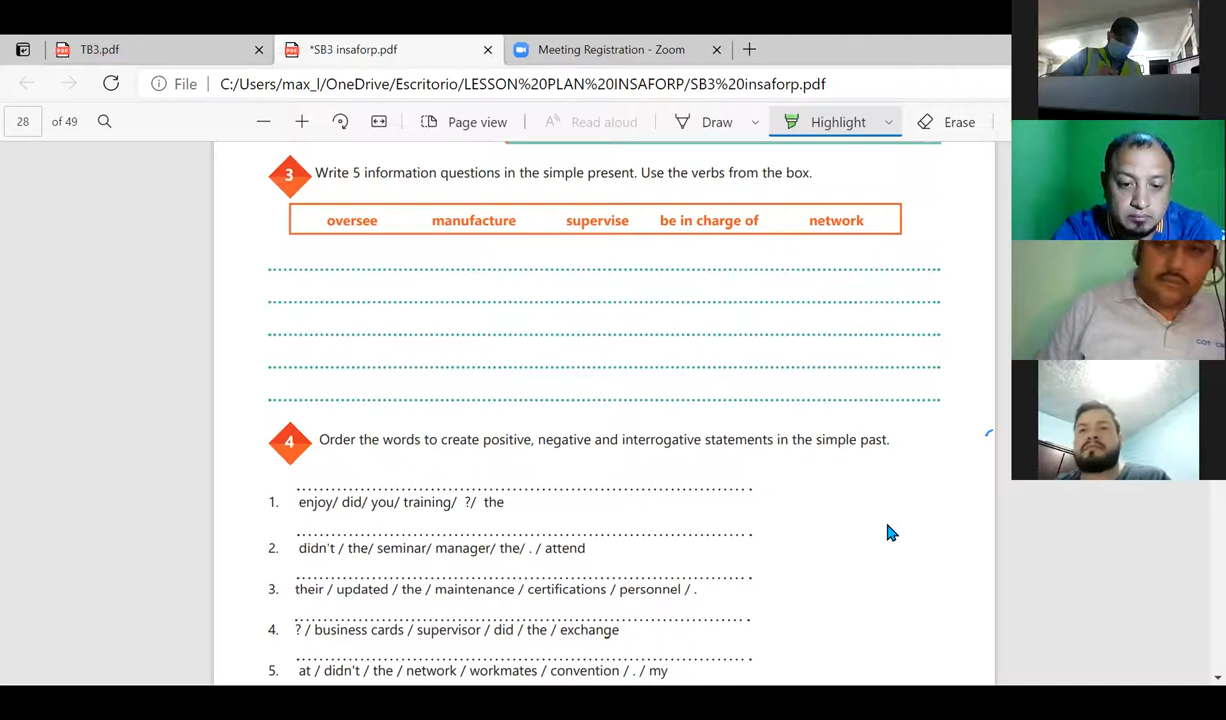 TB3.pdf
*SB3 insaforp.pdf
Meeting Registration - Zoom
File
C:/Users/max_l/OneDrive/Escritorio/LESSON%20PLAN%20INSAFORP/SB3%20insaforp.pdf
28 of 49
Page view
Read aloud
Draw
Highlight
Erase
3 Write 5 information questions in the simple present. Use the verbs from the box.
oversee manufacture supervise be in charge of network
4 Order the words to create positive, negative and interrogative statements in the simple past.
1. enjoy/ did/ you/ training/ ?/ the
2. didn't / the/ seminar/ manager/ the/ . / attend
3. their / updated / the / maintenance / certifications / personnel / .
4. ? / business cards / supervisor / did / the / exchange
5. at / didn't / the / network / workmates / convention / . / my